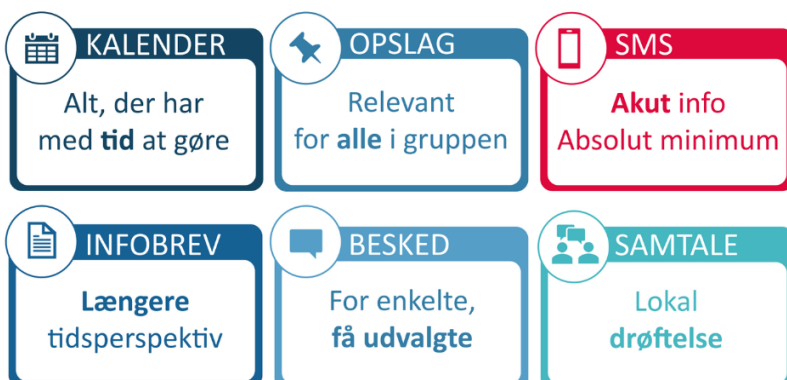 KALENDER
Alt, der har
med tid at gøre
OPSLAG
Relevant
for alle i gruppen
SMS
Akut info
Absolut minimum
INFOBREV
Længere
tidsperspektiv
BESKED
For enkelte,
få udvalgte
SAMTALE
Lokal
drøftelse